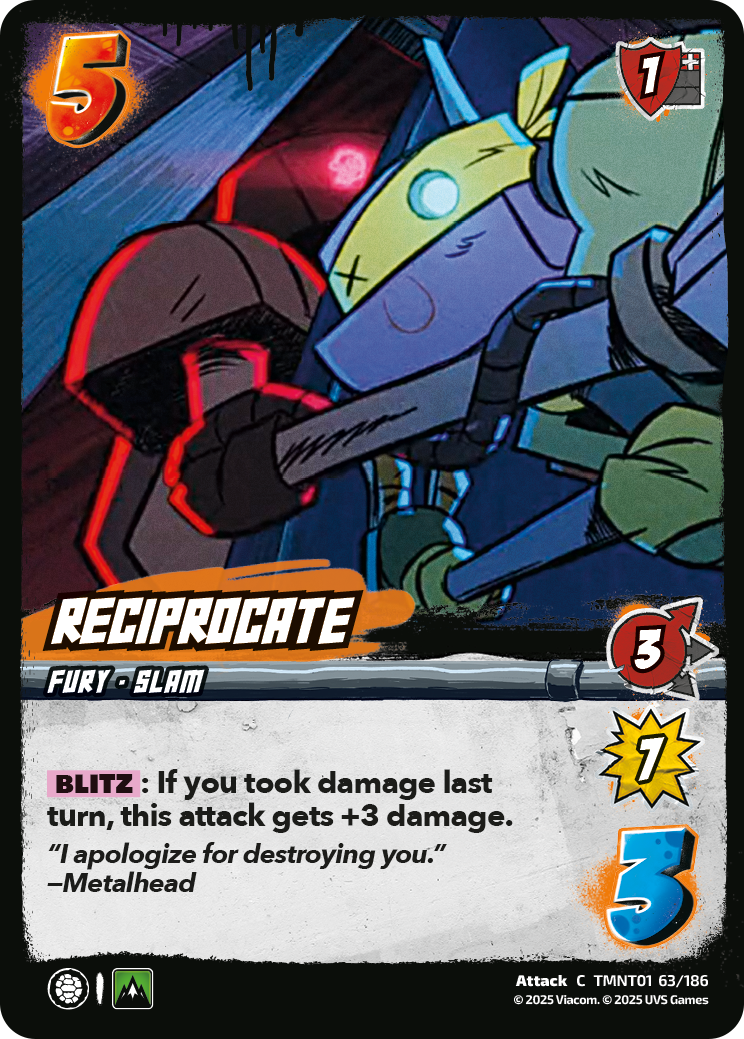 5
1
RECIPROCATE
3
FURY · SLAM
7
BLITZ: If you took damage last
turn, this attack gets +3 damage.
“I apologize for destroying you.”
–Metalhead
3
Attack C TMNT01 63/186
© 2025 Viacom. © 2025 UVS Games